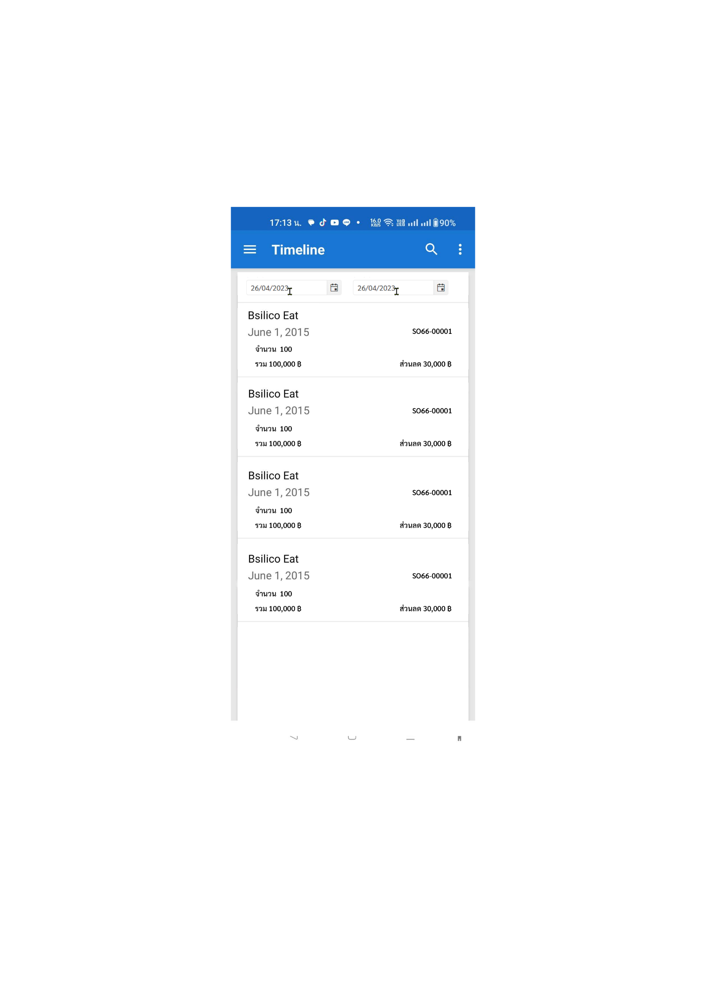 17:13 น. LINE 16.0 KB/S VoD LTE 90%
Timeline
26/04/2023 26/04/2023
Bsilico Eat
June 1, 2015 SO66-00001
จำนวน 100
รวม 100,000 ฿ ส่วนลด 30,000 ฿
Bsilico Eat
June 1, 2015 SO66-00001
จำนวน 100
รวม 100,000 ฿ ส่วนลด 30,000 ฿
Bsilico Eat
June 1, 2015 SO66-00001
จำนวน 100
รวม 100,000 ฿ ส่วนลด 30,000 ฿
Bsilico Eat
June 1, 2015 SO66-00001
จำนวน 100
รวม 100,000 ฿ ส่วนลด 30,000 ฿